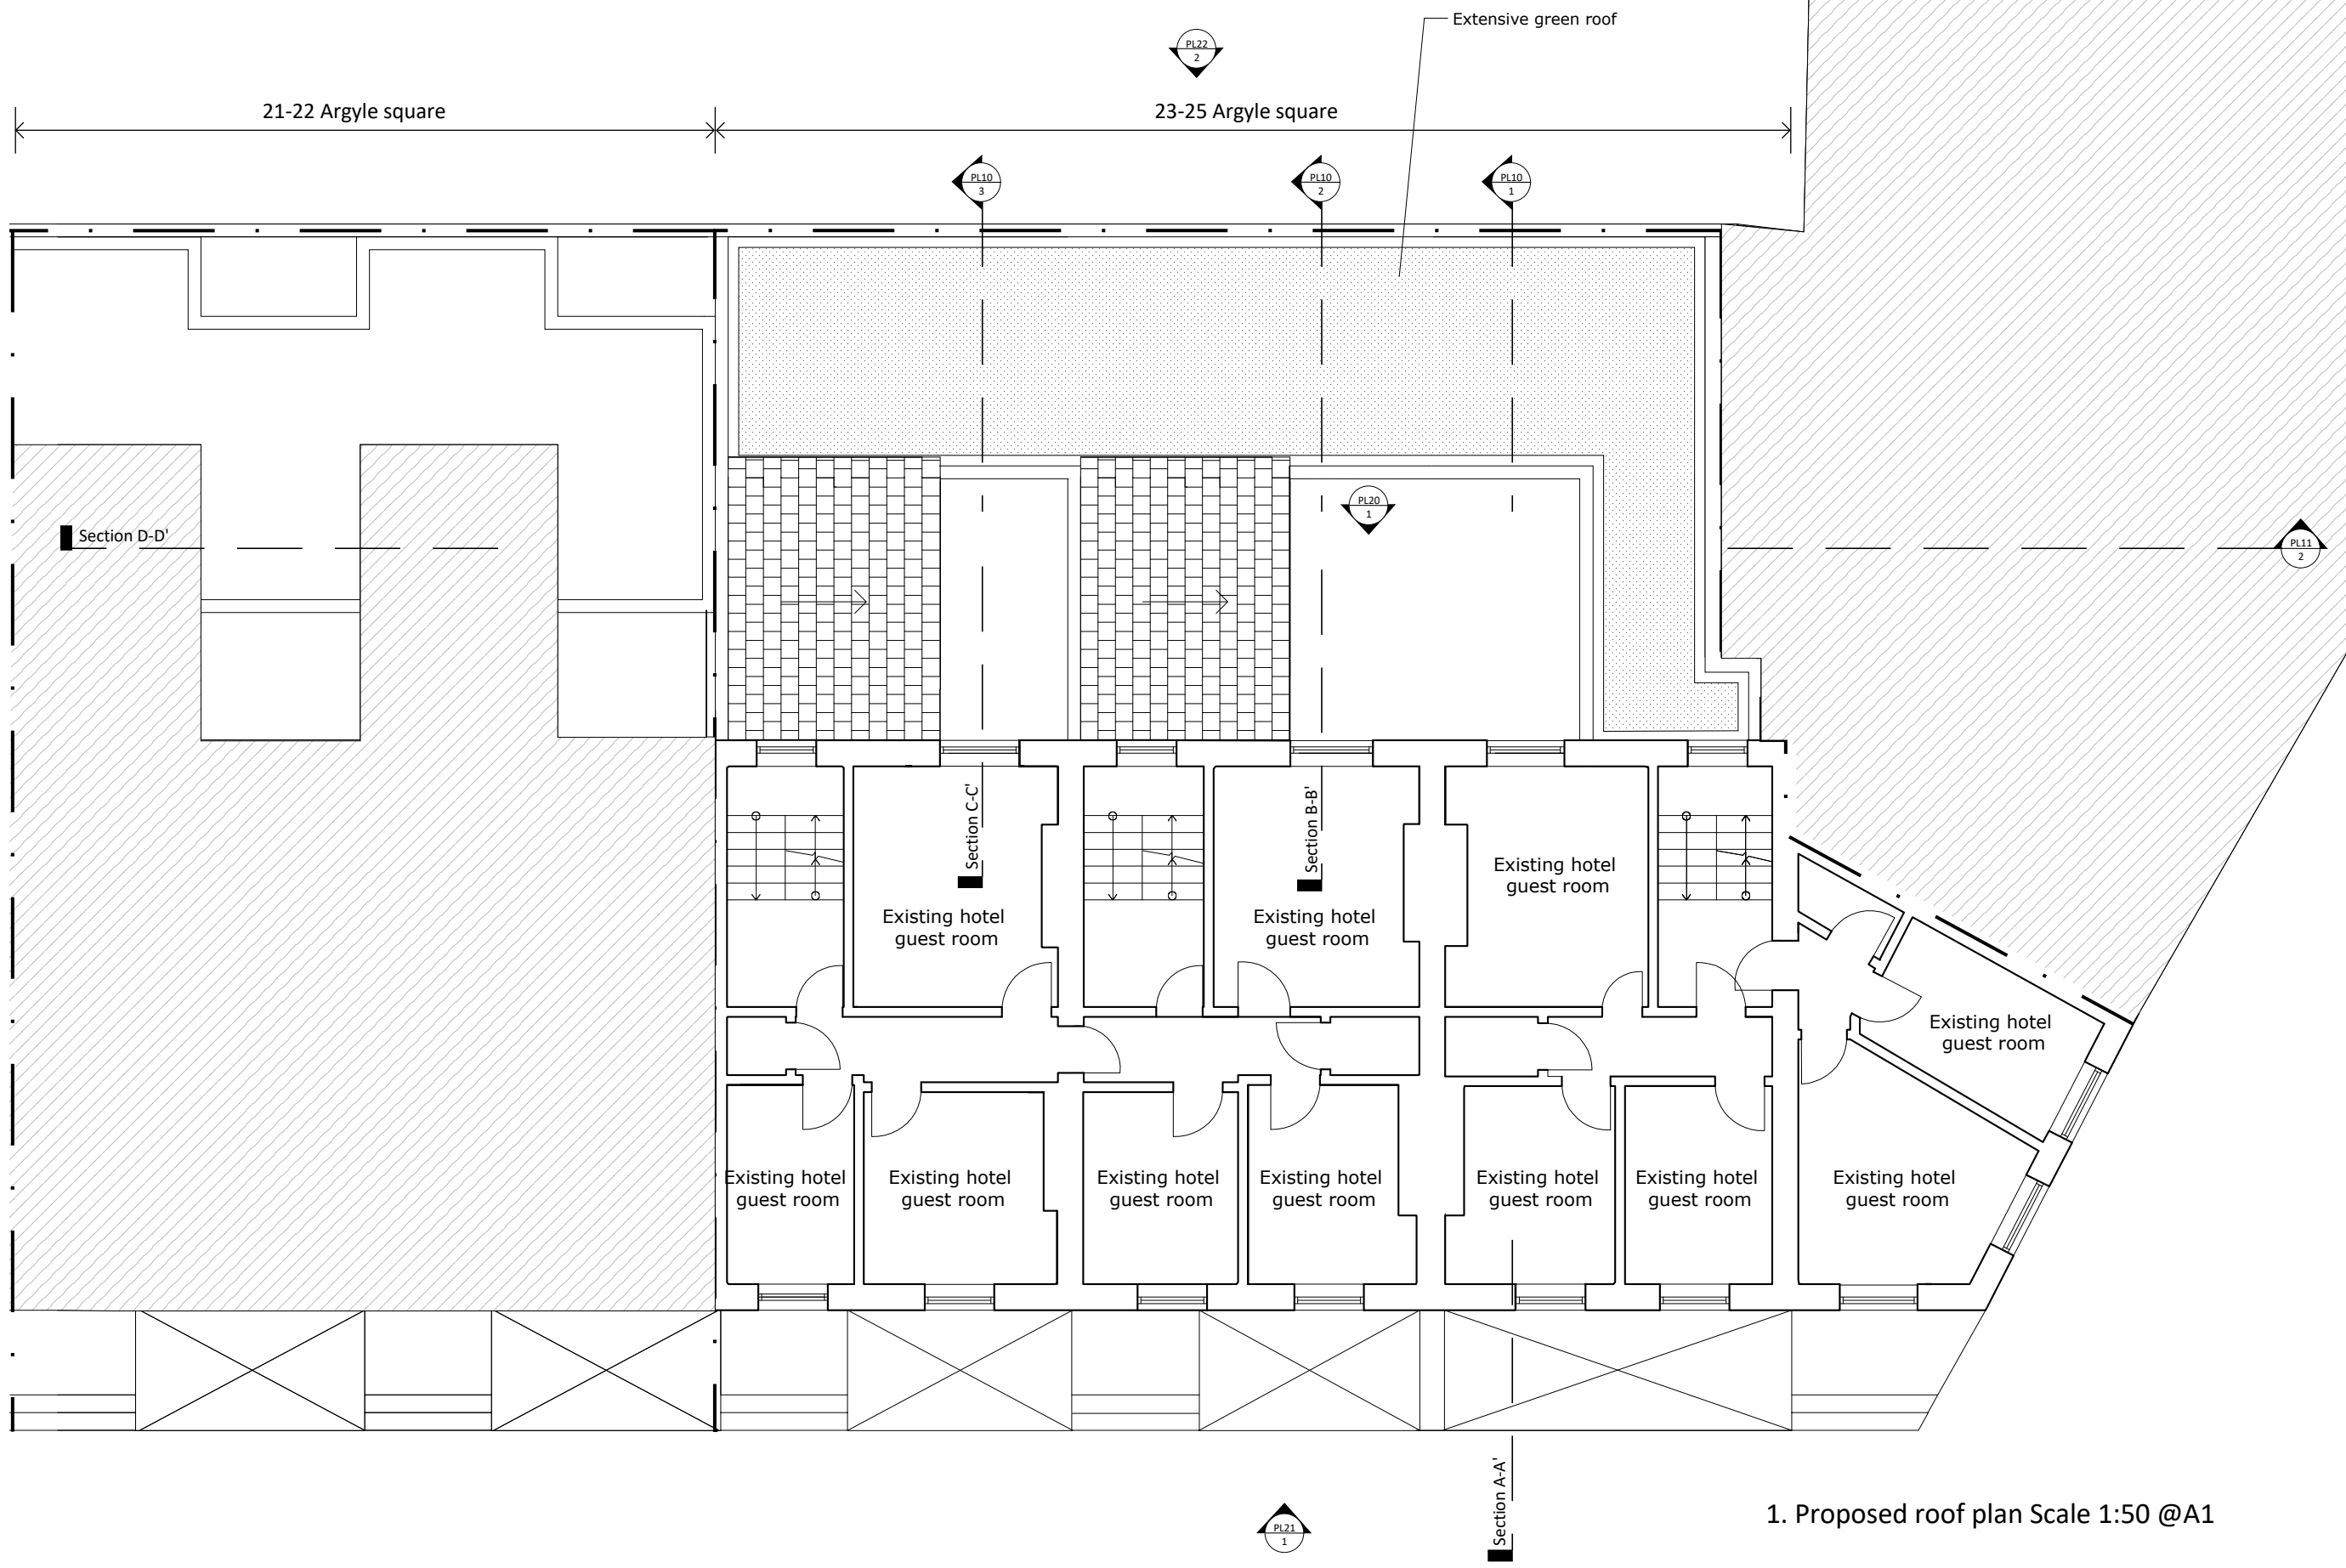 Extensive green roof
PL22
2
21-22 Argyle square
23-25 Argyle square
PL10
3
PL10
2
PL10
1
PL20
1
Section D-D'
PL11
2
Section C-C'
Section B-B'
Existing hotel
guest room
Existing hotel
guest room
Existing hotel
guest room
Existing hotel
guest room
Existing hotel
guest room
Existing hotel
guest room
Existing hotel
guest room
Existing hotel
guest room
Existing hotel
guest room
Existing hotel
guest room
Existing hotel
guest room
Section A-A'
PL21
1
1. Proposed roof plan Scale 1:50 @A1